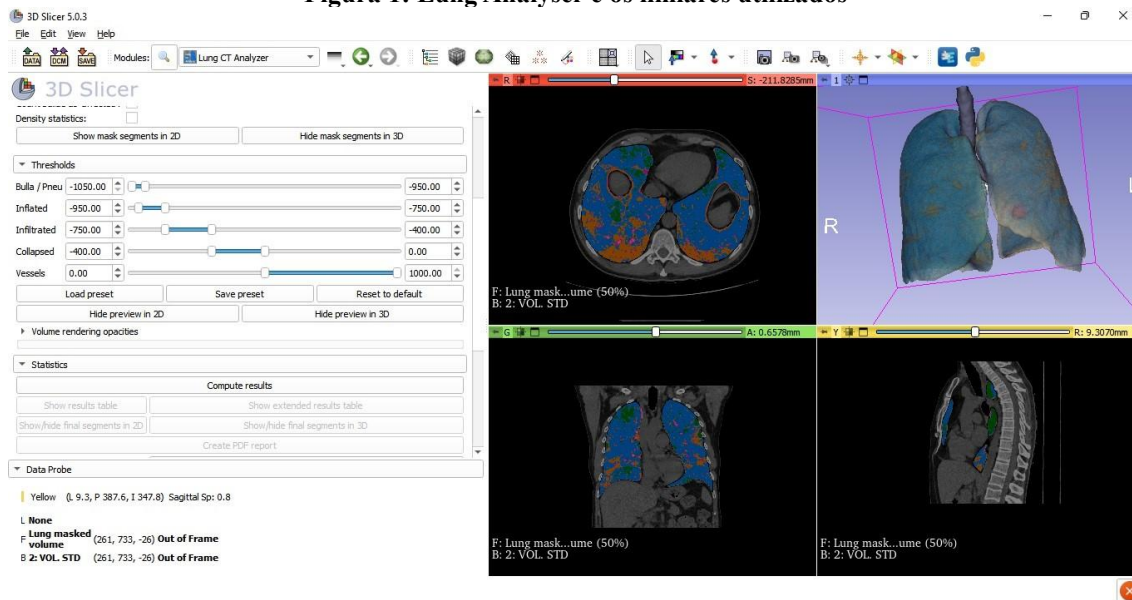 Figura 1: Lung Analyser e os limiares utilizados
3D Slicer 5.0.3
File Edit View Help
DATA DCM SAVE Modules: Lung CT Analyzer
3D Slicer
Density statistics:
Show mask segments in 2D Hide mask segments in 3D
Thresholds
Bulla / Pneu -1050.00 -950.00
Inflated -950.00 -750.00
Infiltrated -750.00 -400.00
Collapsed -400.00 0.00
Vessels 0.00 1000.00
Load preset Save preset Reset to default
Hide preview in 2D Hide preview in 3D
Volume rendering opacities
Statistics
Compute results
Show results table Show extended results table
Show/hide final segments in 2D Show/hide final segments in 3D
Create PDF report
Data Probe
Yellow (L 9.3, P 387.6, I 347.8) Sagittal Sp: 0.8
L None
F Lung masked volume (261, 733, -26) Out of Frame
B 2: VOL. STD (261, 733, -26) Out of Frame
R S: -211.8285mm
F: Lung mask...ume (50%)
B: 2: VOL. STD
1
R L
G A: 0.6578mm
F: Lung mask...ume (50%)
B: 2: VOL. STD
Y R: 9.3070mm
F: Lung mask...ume (50%)
B: 2: VOL. STD